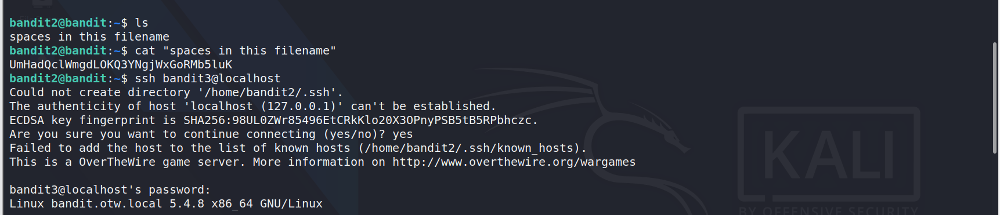 bandit2@bandit:~$ ls
spaces in this filename
bandit2@bandit:~$ cat "spaces in this filename"
UmHadQclWmgdLOKQ3YNgjWxGoRMb5luK
bandit2@bandit:~$ ssh bandit3@localhost
Could not create directory '/home/bandit2/.ssh'.
The authenticity of host 'localhost (127.0.0.1)' can't be established.
ECDSA key fingerprint is SHA256:98UL0ZWr85496EtCRkKlo20X3OPnyPSB5tB5RPbhczc.
Are you sure you want to continue connecting (yes/no)? yes
Failed to add the host to the list of known hosts (/home/bandit2/.ssh/known_hosts).
This is a OverTheWire game server. More information on http://www.overthewire.org/wargames
bandit3@localhost's password:
Linux bandit.otw.local 5.4.8 x86_64 GNU/Linux
KALI
BY OFFENSIVE SECURITY